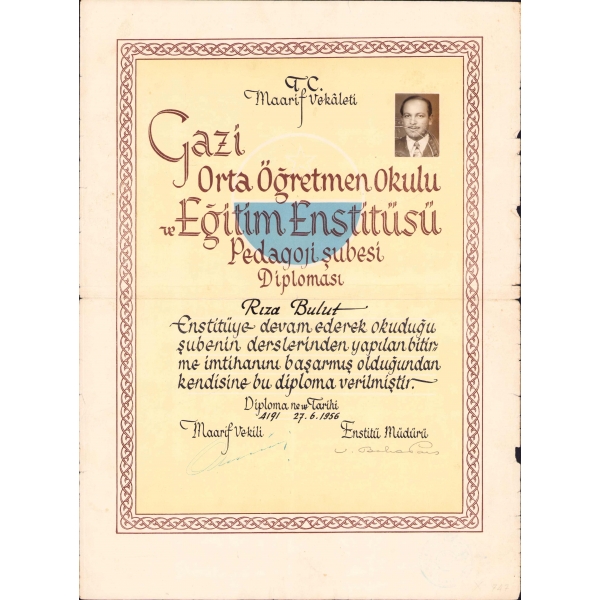 T.C.
Maarif Vekâleti
Gazi
Orta Öğretmen Okulu
ve Eğitim Enstitüsü
Pedagoji şubesi
Diploması
Rıza Bulut
Enstitüye devam ederek okuduğu
şubenin derslerinden yapılan bitir-
me imtihanını başarmış olduğundan
kendisine bu diploma verilmiştir.
Diploma no ve Tarihi
4191 27.6.1956
Maarif Vekili Enstitü Müdürü